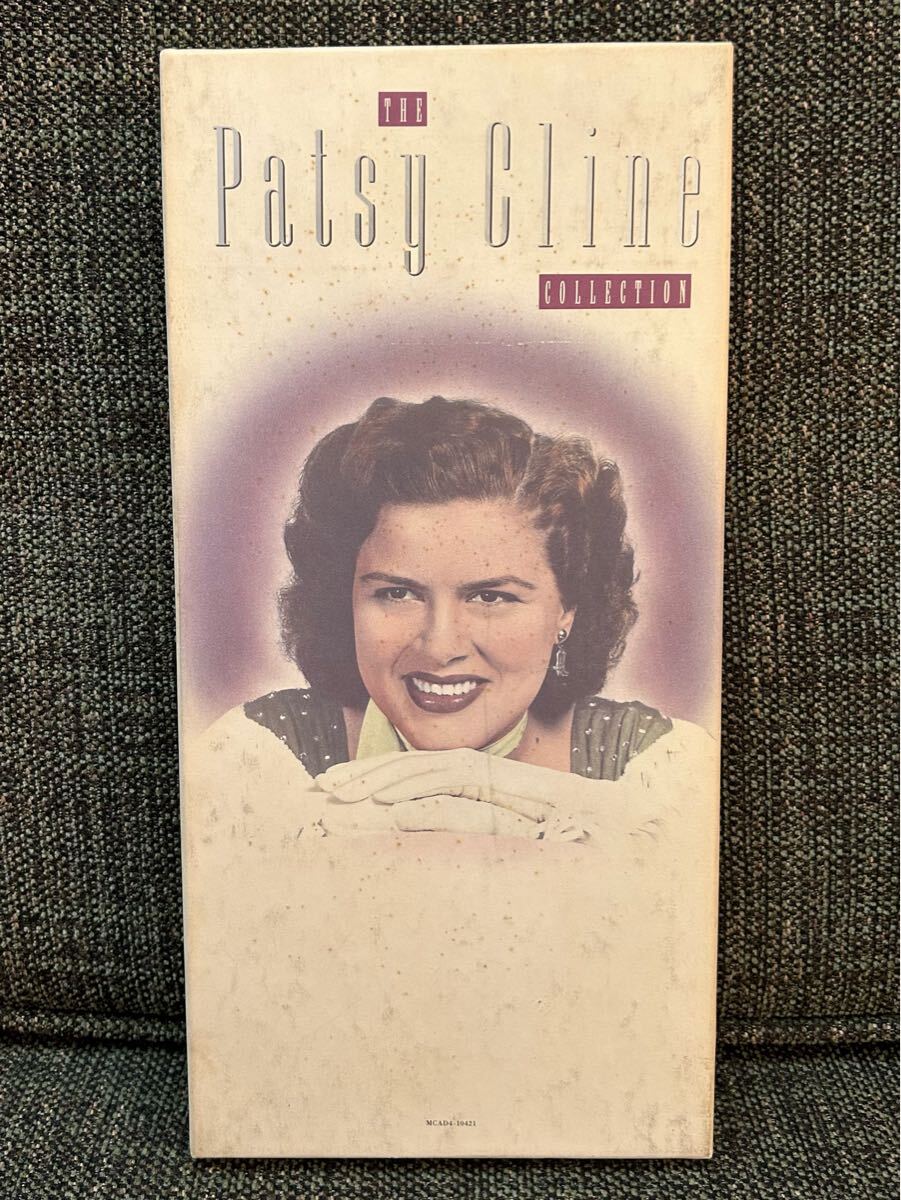 THE
Patsy Cline
COLLECTION
MCAD4-10421